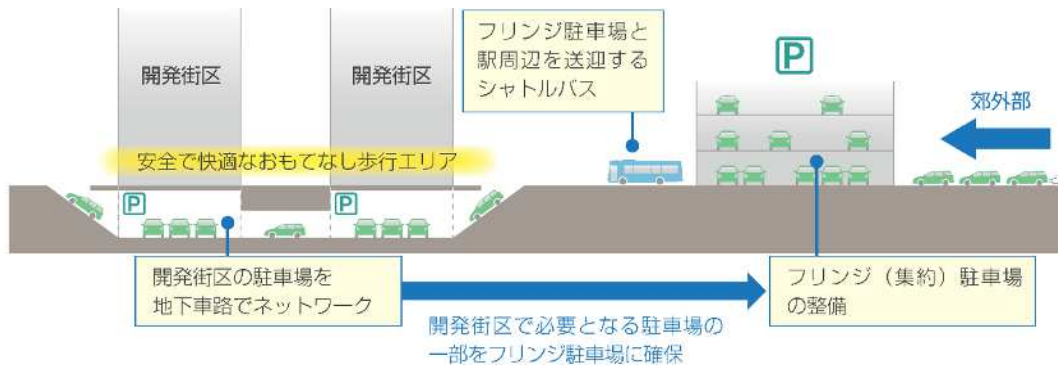 開発街区
開発街区
フリンジ駐車場と
駅周辺を送迎する
シャトルバス
P
郊外部
安全で快適なおもてなし歩行エリア
P
P
開発街区の駐車場を
地下車路でネットワーク
フリンジ（集約）駐車場
の整備
開発街区で必要となる駐車場の
一部をフリンジ駐車場に確保